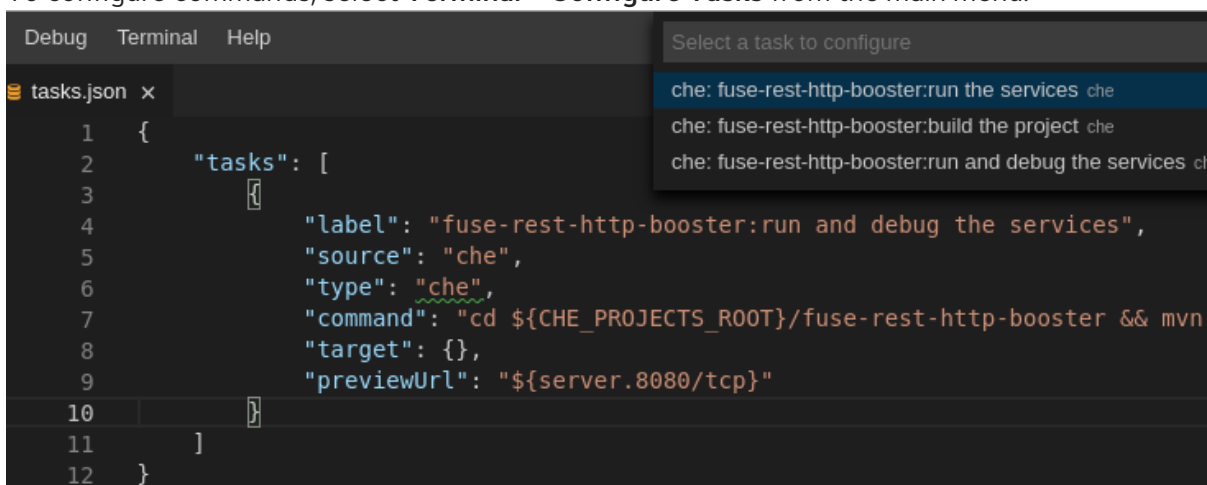 To configure commands, select Terminal > Configure Tasks from the main menu.
Debug Terminal Help
Select a task to configure
che: fuse-rest-http-booster:run the services che
che: fuse-rest-http-booster:build the project che
che: fuse-rest-http-booster:run and debug the services
tasks.json ×
1 {
2 "tasks": [
3 {
4 "label": "fuse-rest-http-booster:run and debug the services",
5 "source": "che",
6 "type": "che",
7 "command": "cd ${CHE_PROJECTS_ROOT}/fuse-rest-http-booster && mvn
8 "target": {},
9 "previewUrl": "${server.8080/tcp}"
10 }
11 ]
12 }